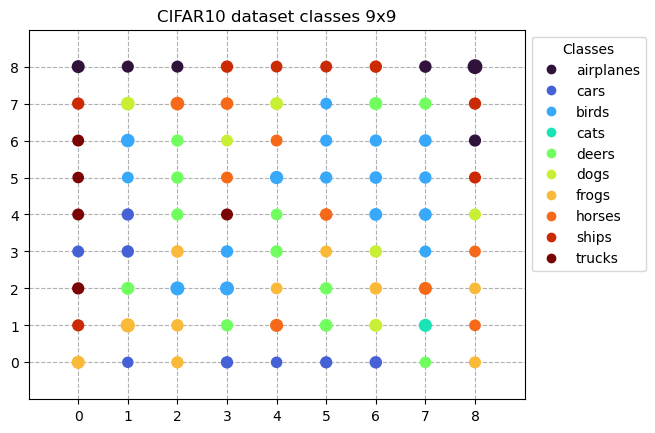 CIFAR10 dataset classes 9x9
8
7
6
5
4
3
2
1
0
0 1 2 3 4 5 6 7 8
Classes
airplanes
cars
birds
cats
deers
dogs
frogs
horses
ships
trucks